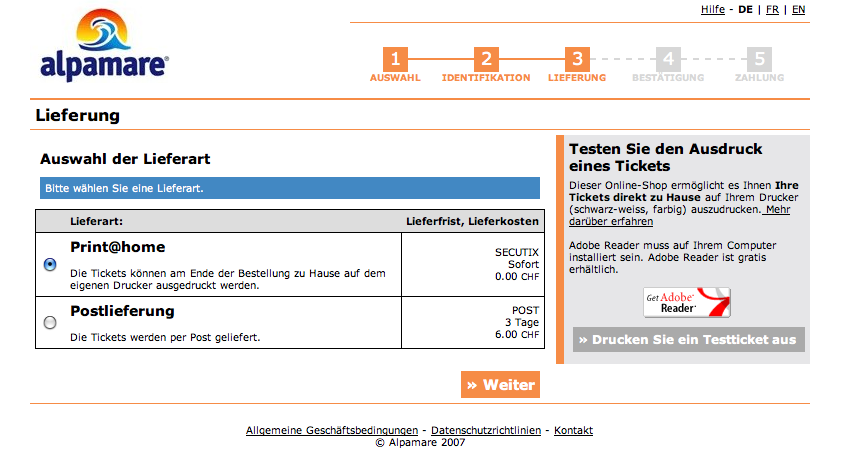 Hilfe - DE | FR | EN
alpamare®
1 2 3 4 5
AUSWAHL IDENTIFIKATION LIEFERUNG BESTÄTIGUNG ZAHLUNG
Lieferung
Auswahl der Lieferart
Bitte wählen Sie eine Lieferart.
Lieferart: Lieferfrist, Lieferkosten
Print@home
Die Tickets können am Ende der Bestellung zu Hause auf dem
eigenen Drucker ausgedruckt werden.
SECUTIX
Sofort
0.00 CHF
Postlieferung
Die Tickets werden per Post geliefert.
POST
3 Tage
6.00 CHF
» Weiter
Testen Sie den Ausdruck
eines Tickets
Dieser Online-Shop ermöglicht es Ihnen Ihre
Tickets direkt zu Hause auf Ihrem Drucker
(schwarz-weiss, farbig) auszudrucken. Mehr
darüber erfahren
Adobe Reader muss auf Ihrem Computer
installiert sein. Adobe Reader ist gratis
erhältlich.
Get Adobe®
Reader®
» Drucken Sie ein Testticket aus
Allgemeine Geschäftsbedingungen - Datenschutzrichtlinien - Kontakt
© Alpamare 2007